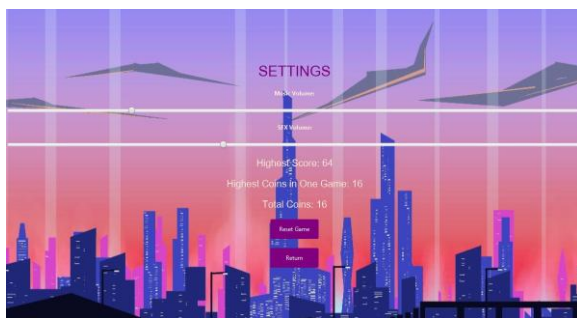 SETTINGS
Music Volume:
SFX Volume:
Highest Score: 64
Highest Coins in One Game: 16
Total Coins: 16
Reset Game
Return